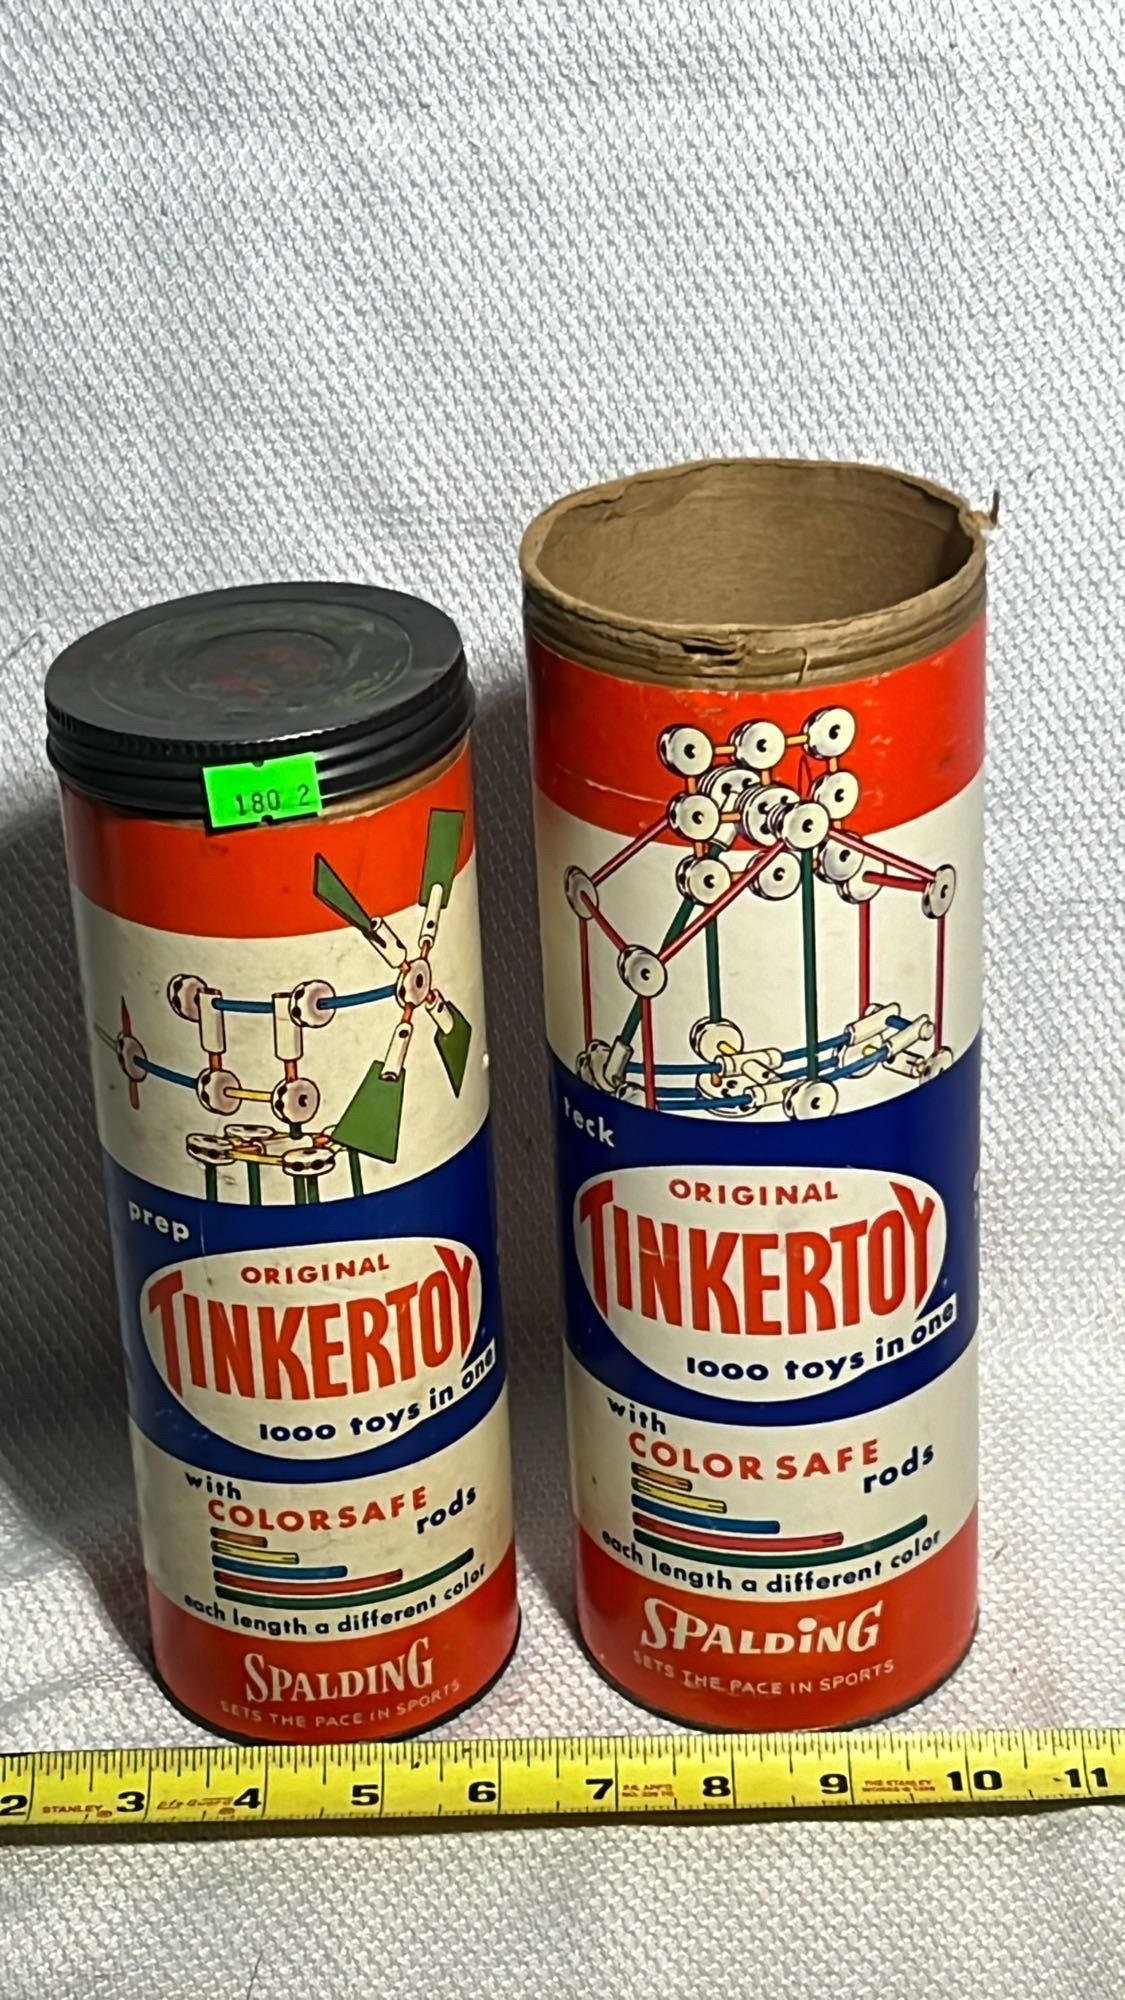 180 2
prep
ORIGINAL
TINKERTOY
1000 toys in one
with
COLORSAFE
rods
each length a different color
SPALDING
SETS THE PACE IN SPORTS
teck
ORIGINAL
TINKERTOY
1000 toys in one
with
COLOR SAFE
rods
each length a different color
SPALDING
SETS THE PACE IN SPORTS
2 STANLEY 3 4 5 6 7 8 9 10 11